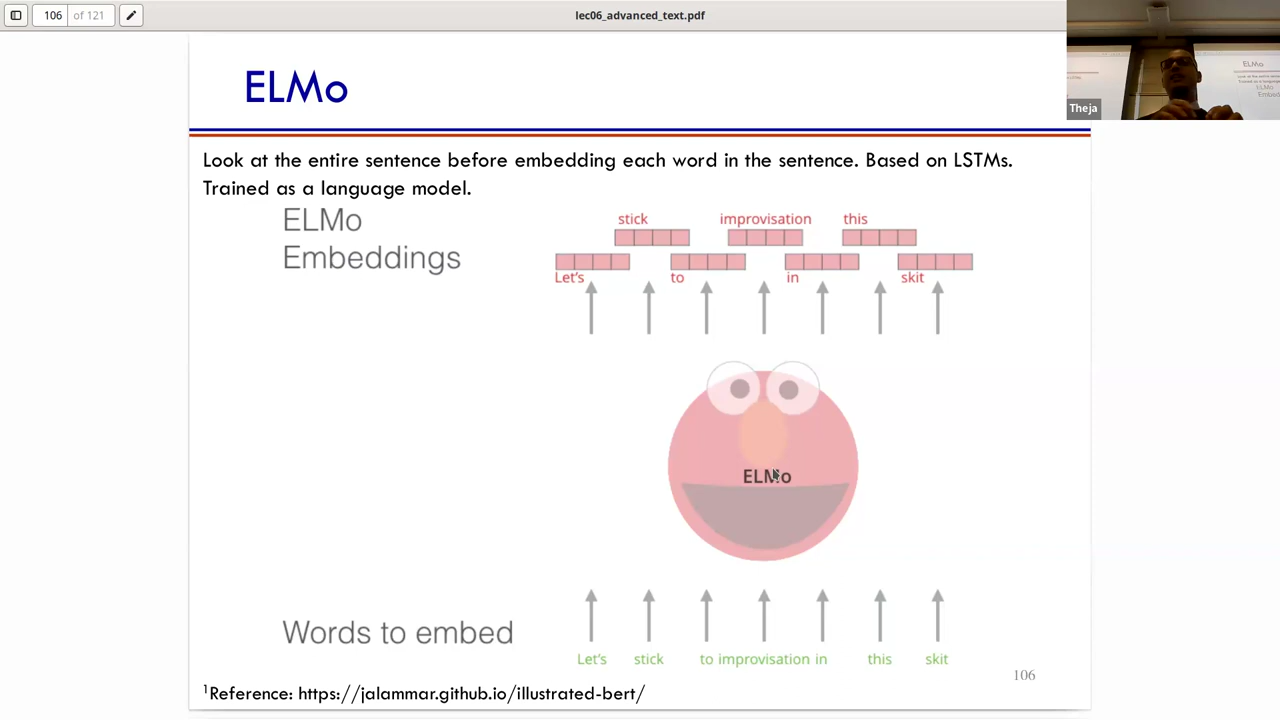 106 of 121
lec06_advanced_text.pdf
Theja
ELMo
Look at the entire sentence before embedding each word in the sentence. Based on LSTMs.
Trained as a language model.
ELMo
Embeddings
stick improvisation this
Let's to in skit
ELMo
Words to embed
Let's stick to improvisation in this skit
106
1Reference: https://jalammar.github.io/illustrated-bert/